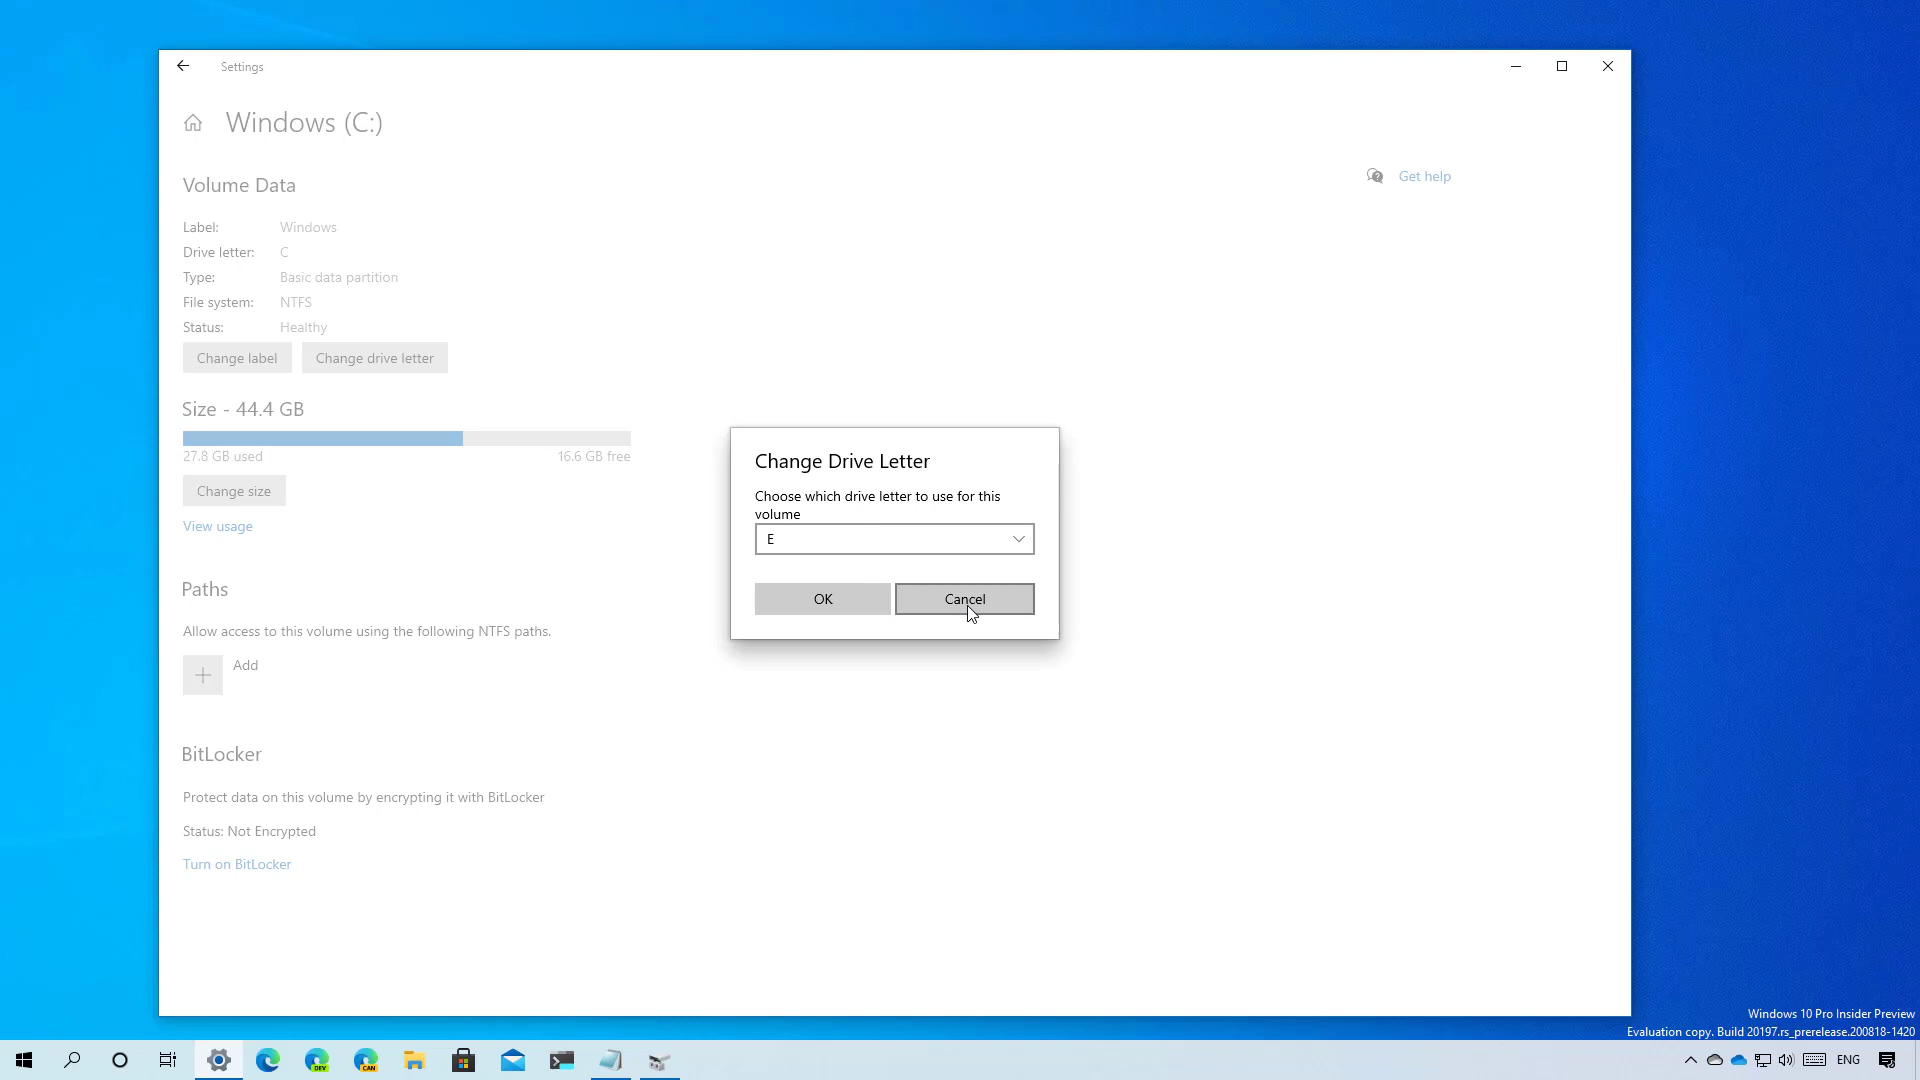 Settings
Windows (C:)
Volume Data
Get help
Label: Windows
Drive letter: C
Type: Basic data partition
File system: NTFS
Status: Healthy
Change label Change drive letter
Size - 44.4 GB
27.8 GB used 16.6 GB free
Change size
View usage
Paths
Allow access to this volume using the following NTFS paths.
Add
BitLocker
Protect data on this volume by encrypting it with BitLocker
Status: Not Encrypted
Turn on BitLocker
Change Drive Letter
Choose which drive letter to use for this
volume
E
OK Cancel
Windows 10 Pro Insider Preview
Evaluation copy. Build 20197.rs_prerelease.200818-1420
DEV
CAN
ENG